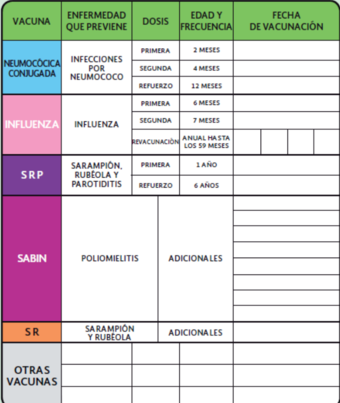 VACUNA
ENFERMEDAD
QUE PREVIENE
DOSIS
EDAD Y
FRECUENCIA
FECHA
DE VACUNACIÓN
NEUMOCÓCICA
CONJUGADA
INFECCIONES
POR
NEUMOCOCO
PRIMERA
2 MESES
SEGUNDA
4 MESES
REFUERZO
12 MESES
INFLUENZA
INFLUENZA
PRIMERA
6 MESES
SEGUNDA
7 MESES
REVACUNACIÓN
ANUAL HASTA
LOS 59 MESES
S R P
SARAMPIÓN,
RUBÉOLA Y
PAROTIDITIS
PRIMERA
1 AÑO
REFUERZO
6 AÑOS
SABIN
POLIOMIELITIS
ADICIONALES
S R
SARAMPIÓN
Y RUBÉOLA
ADICIONALES
OTRAS
VACUNAS